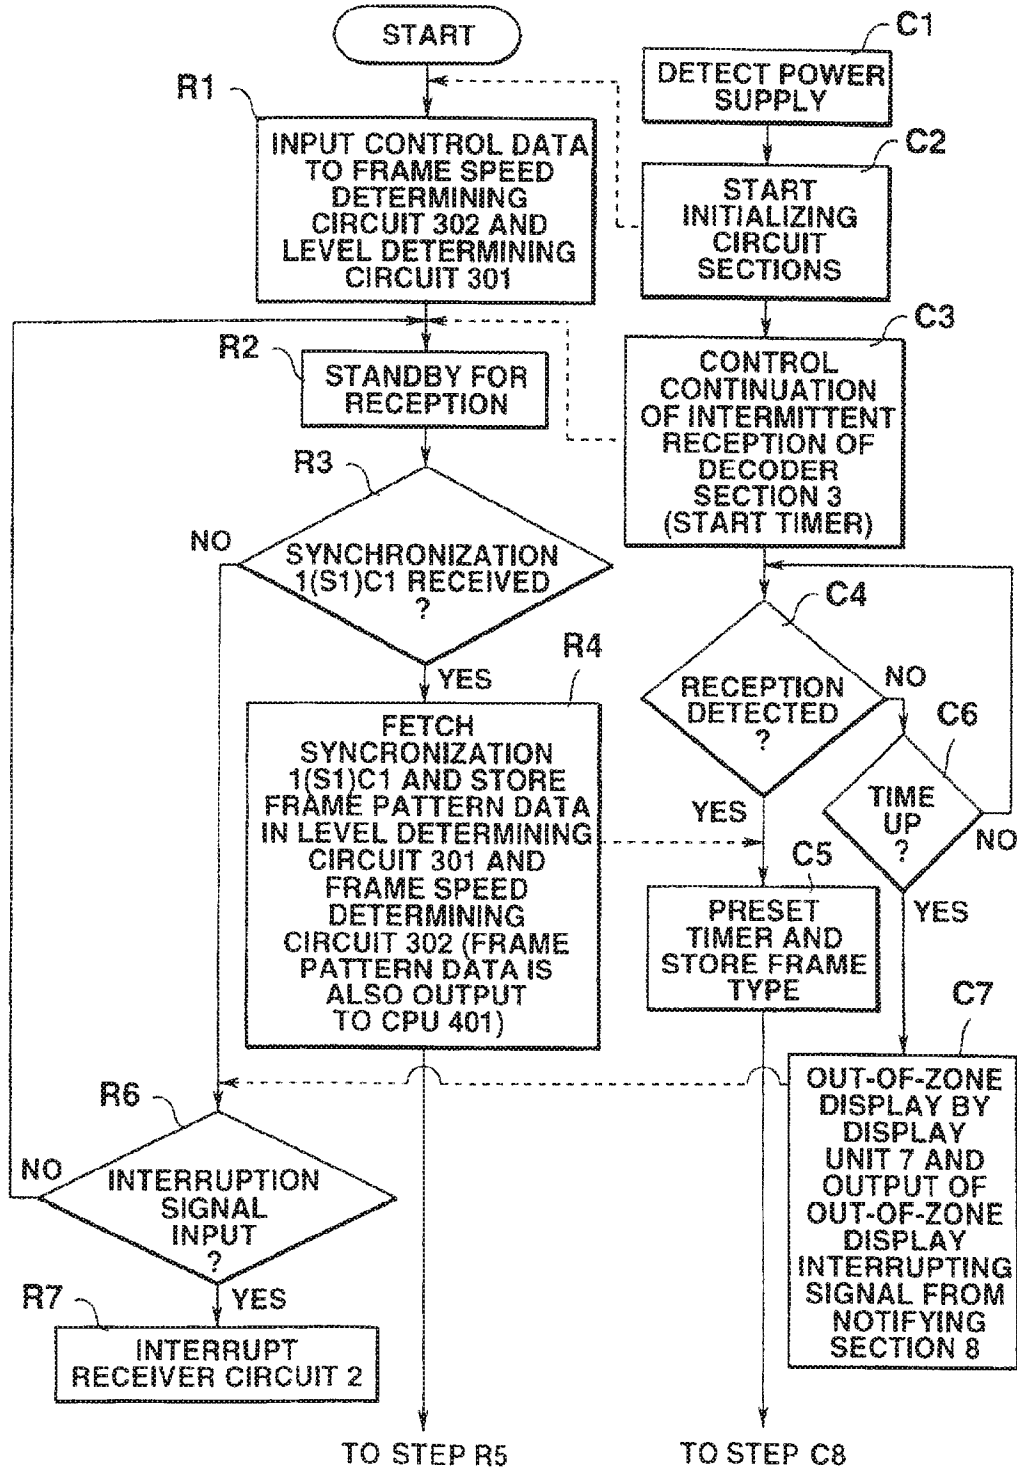 START
R1
INPUT CONTROL DATA
TO FRAME SPEED
DETERMINING
CIRCUIT 302 AND
LEVEL DETERMINING
CIRCUIT 301
R2
STANDBY FOR
RECEPTION
R3
NO
SYNCHRONIZATION
1(S1)C1 RECEIVED
?
YES
R4
FETCH
SYNCRONIZATION
1(S1)C1 AND STORE
FRAME PATTERN DATA
IN LEVEL DETERMINING
CIRCUIT 301 AND
FRAME SPEED
DETERMINING
CIRCUIT 302 (FRAME
PATTERN DATA IS
ALSO OUTPUT
TO CPU 401)
R6
NO
INTERRUPTION
SIGNAL
INPUT
?
YES
R7
INTERRUPT
RECEIVER CIRCUIT 2
TO STEP R5
C1
DETECT POWER
SUPPLY
C2
START
INITIALIZING
CIRCUIT
SECTIONS
C3
CONTROL
CONTINUATION
OF INTERMITTENT
RECEPTION OF
DECODER
SECTION 3
(START TIMER)
C4
RECEPTION
DETECTED
?
NO
YES
C6
TIME
UP
?
NO
YES
C5
PRESET
TIMER AND
STORE FRAME
TYPE
C7
OUT-OF-ZONE
DISPLAY BY
DISPLAY
UNIT 7 AND
OUTPUT OF
OUT-OF-ZONE
DISPLAY
INTERRUPTING
SIGNAL FROM
NOTIFYING
SECTION 8
TO STEP C8